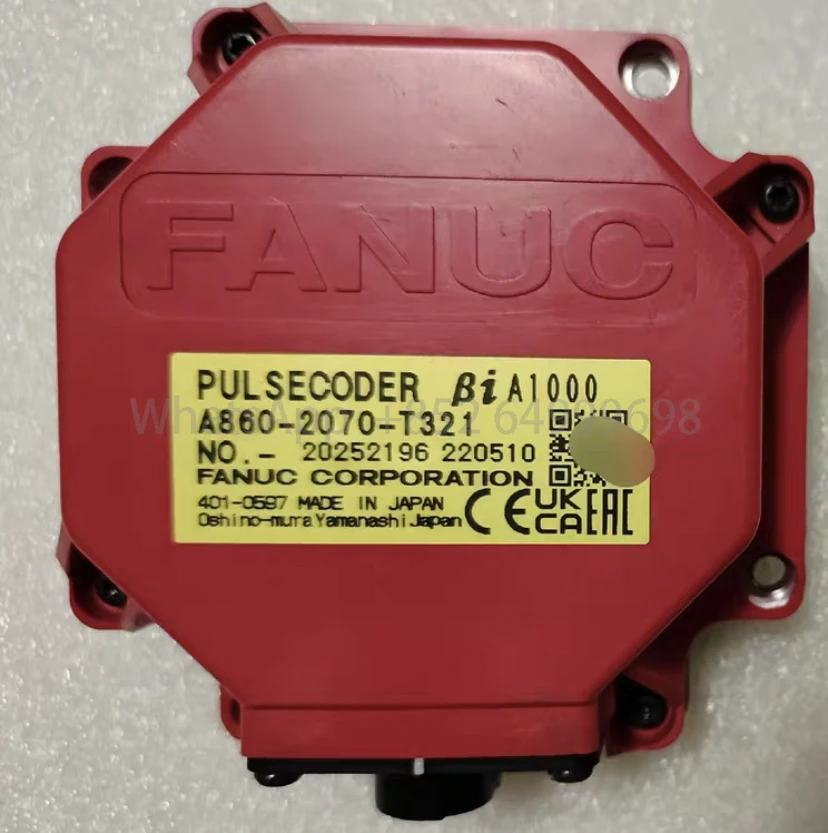 FANUC
PULSECODER βi A1000
A860-2070-T321
NO.- 20252196 220510
FANUC CORPORATION
401-0597 MADE IN JAPAN
Oshino-mura Yamanashi Japan
CE UK CA EAC